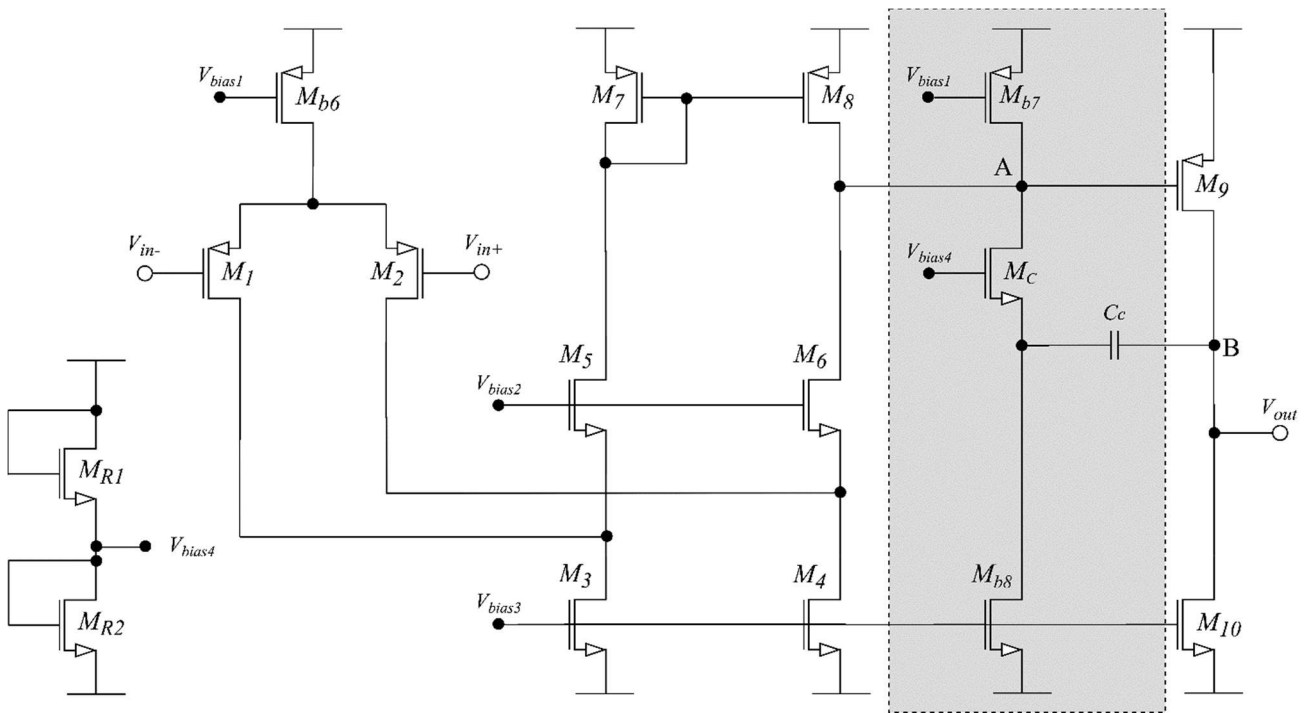 V_bias1
M_b6
M_7
M_8
V_bias1
M_b7
A
M_9
V_in-
M_1
M_2
V_in+
V_bias4
M_C
Cc
B
M_5
M_6
V_bias2
V_out
M_R1
V_bias4
M_3
M_4
M_b8
V_bias3
M_R2
M_10